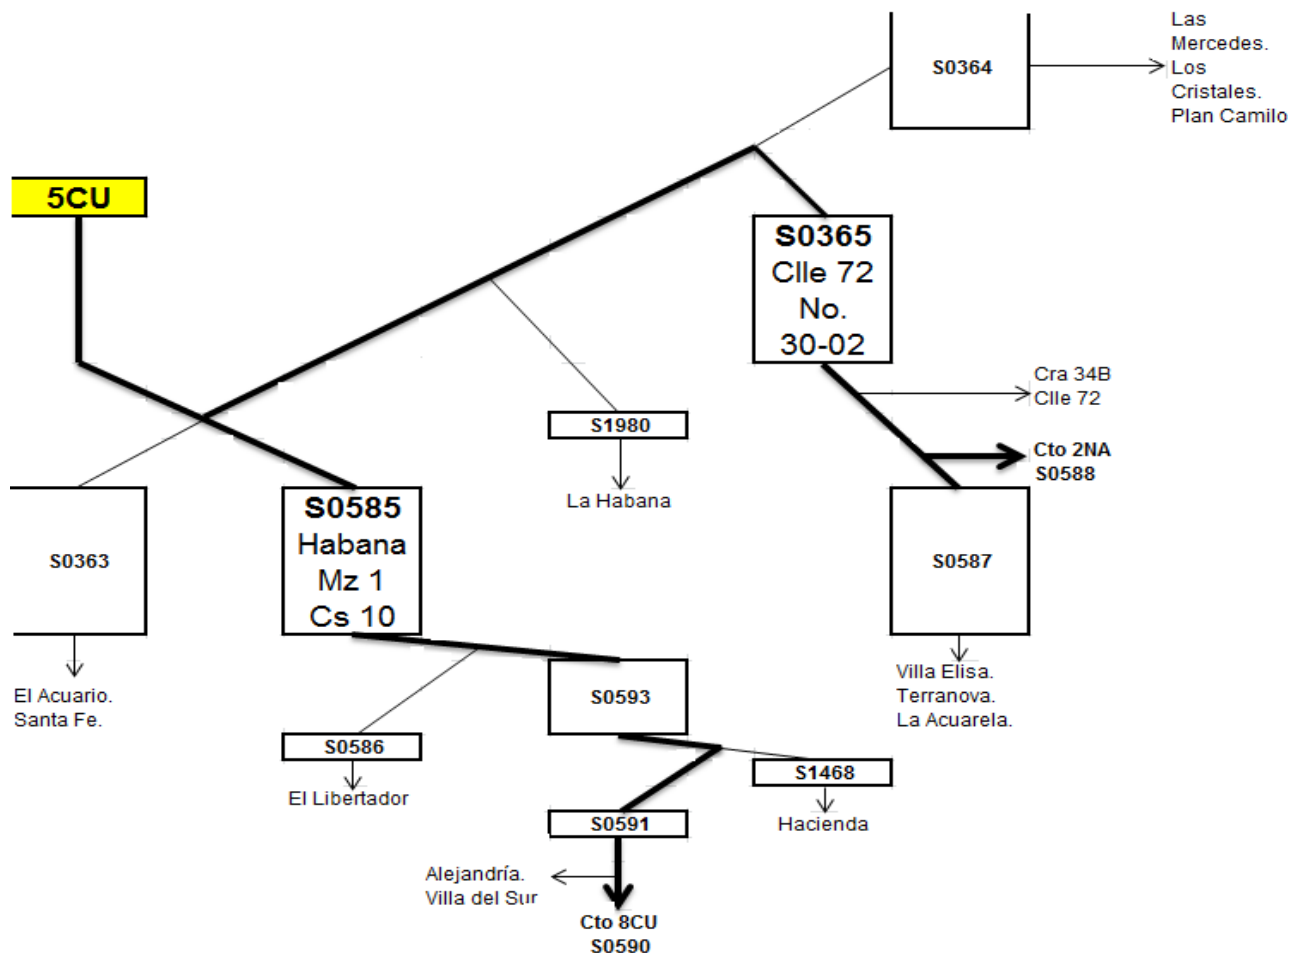 Las
Mercedes.
Los
Cristales.
Plan Camilo
S0364
5CU
S0365
Clle 72
No.
30-02
Cra 34B
Clle 72
S1980
Cto 2NA
S0588
La Habana
S0363
S0585
Habana
Mz 1
Cs 10
S0587
El Acuario.
Santa Fe.
Villa Elisa.
Terranova.
La Acuarela.
S0593
S0586
El Libertador
S1468
Hacienda
S0591
Alejandría.
Villa del Sur
Cto 8CU
S0590